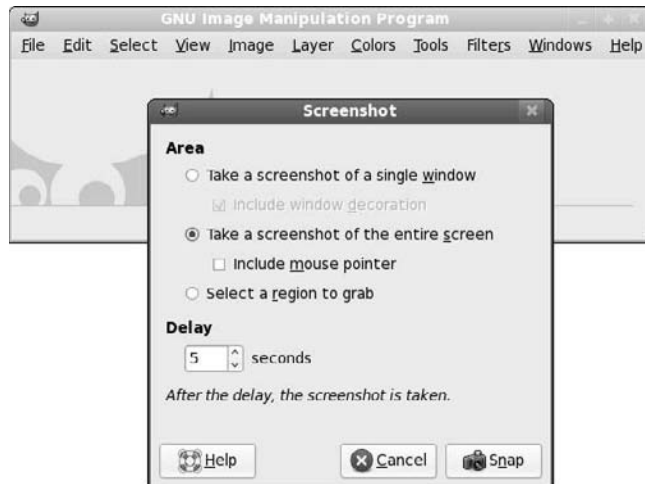 GNU Image Manipulation Program
File Edit Select View Image Layer Colors Tools Filters Windows Help
Screenshot
Area
Take a screenshot of a single window
Include window decoration
Take a screenshot of the entire screen
Include mouse pointer
Select a region to grab
Delay
5 seconds
After the delay, the screenshot is taken.
Help Cancel Snap